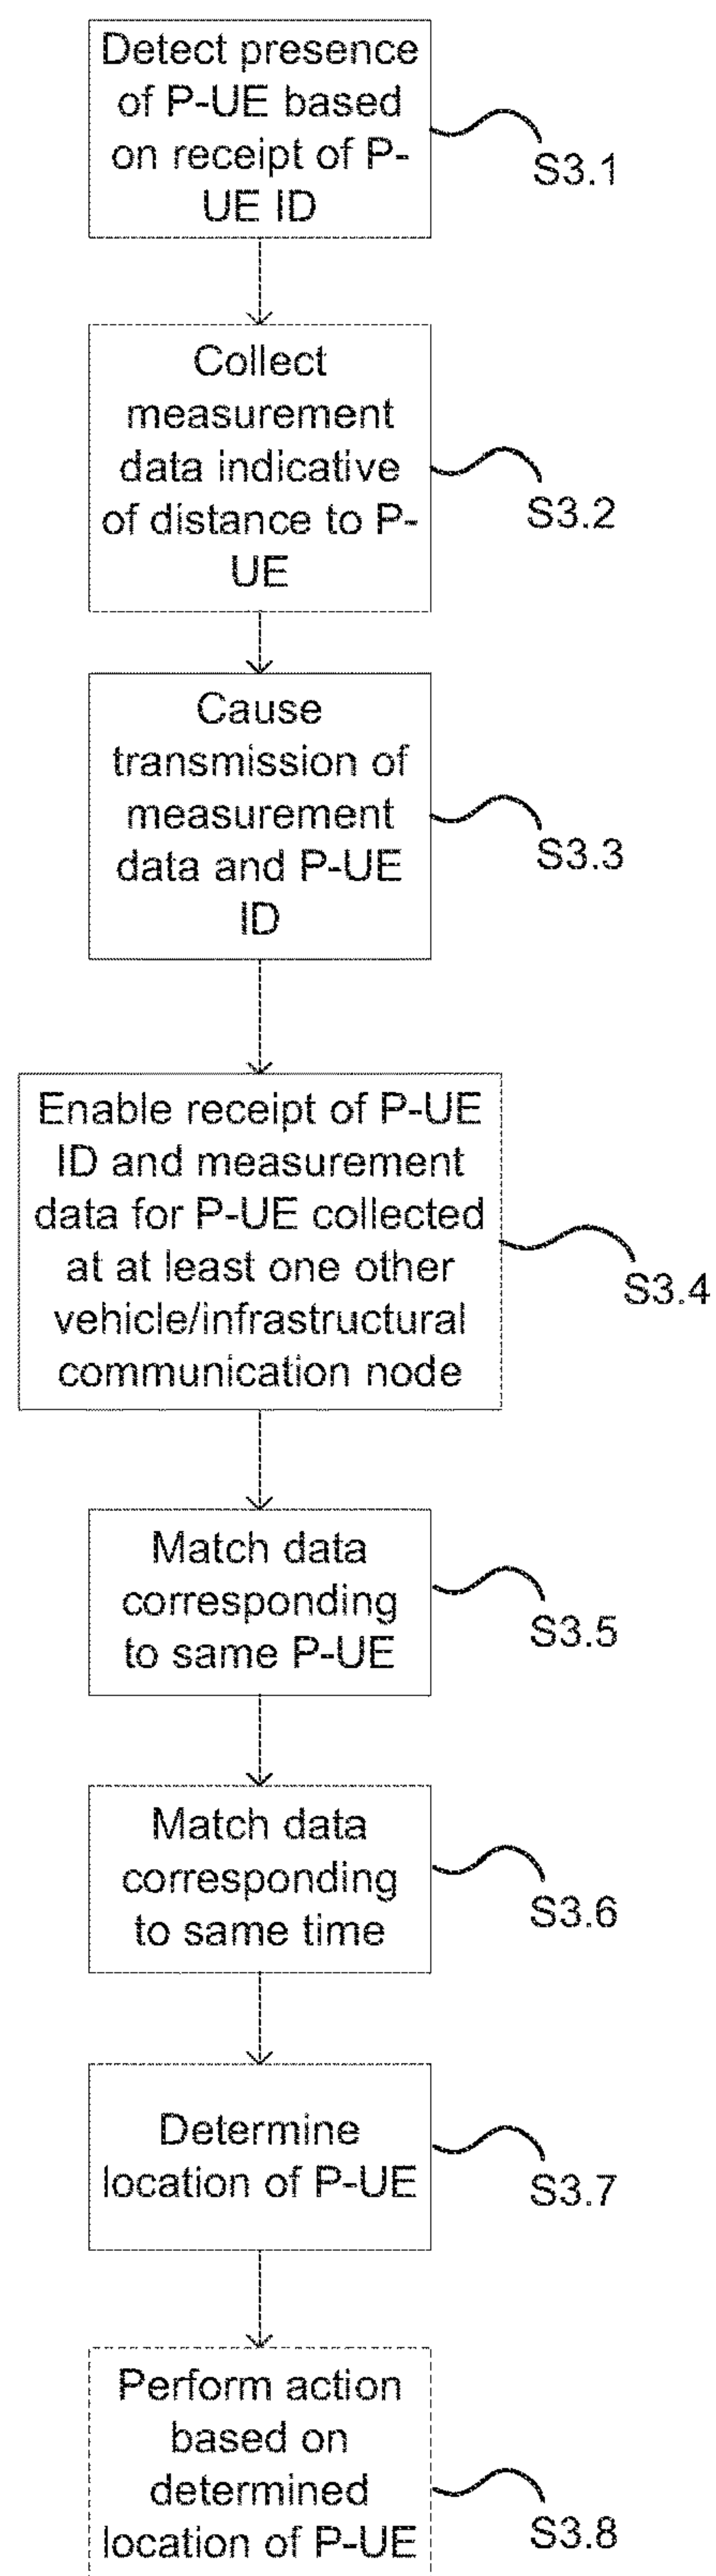 Detect presence
of P-UE based
on receipt of P-
UE ID
S3.1
Collect
measurement
data indicative
of distance to P-
UE
S3.2
Cause
transmission of
measurement
data and P-UE
ID
S3.3
Enable receipt of P-UE
ID and measurement
data for P-UE collected
at at least one other
vehicle/infrastructural
communication node
S3.4
Match data
corresponding
to same P-UE
S3.5
Match data
corresponding
to same time
S3.6
Determine
location of P-UE
S3.7
Perform action
based on
determined
location of P-UE
S3.8